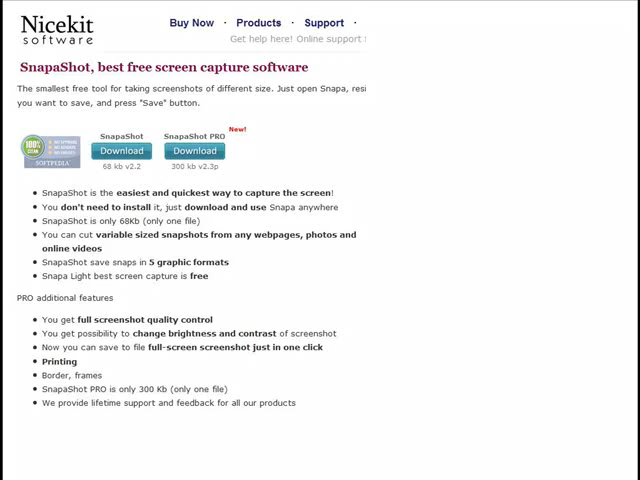 Nicekit
software
Buy Now · Products · Support ·
Get help here! Online support
SnapaShot, best free screen capture software
The smallest free tool for taking screenshots of different size. Just open Snapa, resi
you want to save, and press "Save" button.
New!
SnapaShot SnapaShot PRO
Download Download
68 kb v2.2 300 kb v2.3p
100%
CLEAN
SOFTPEDIA
• SnapaShot is the easiest and quickest way to capture the screen!
• You don't need to install it, just download and use Snapa anywhere
• SnapaShot is only 68Kb (only one file)
• You can cut variable sized snapshots from any webpages, photos and
online videos
• SnapaShot save snaps in 5 graphic formats
• Snapa Light best screen capture is free
PRO additional features
• You get full screenshot quality control
• You get possibility to change brightness and contrast of screenshot
• Now you can save to file full-screen screenshot just in one click
• Printing
• Border, frames
• SnapaShot PRO is only 300 Kb (only one file)
• We provide lifetime support and feedback for all our products